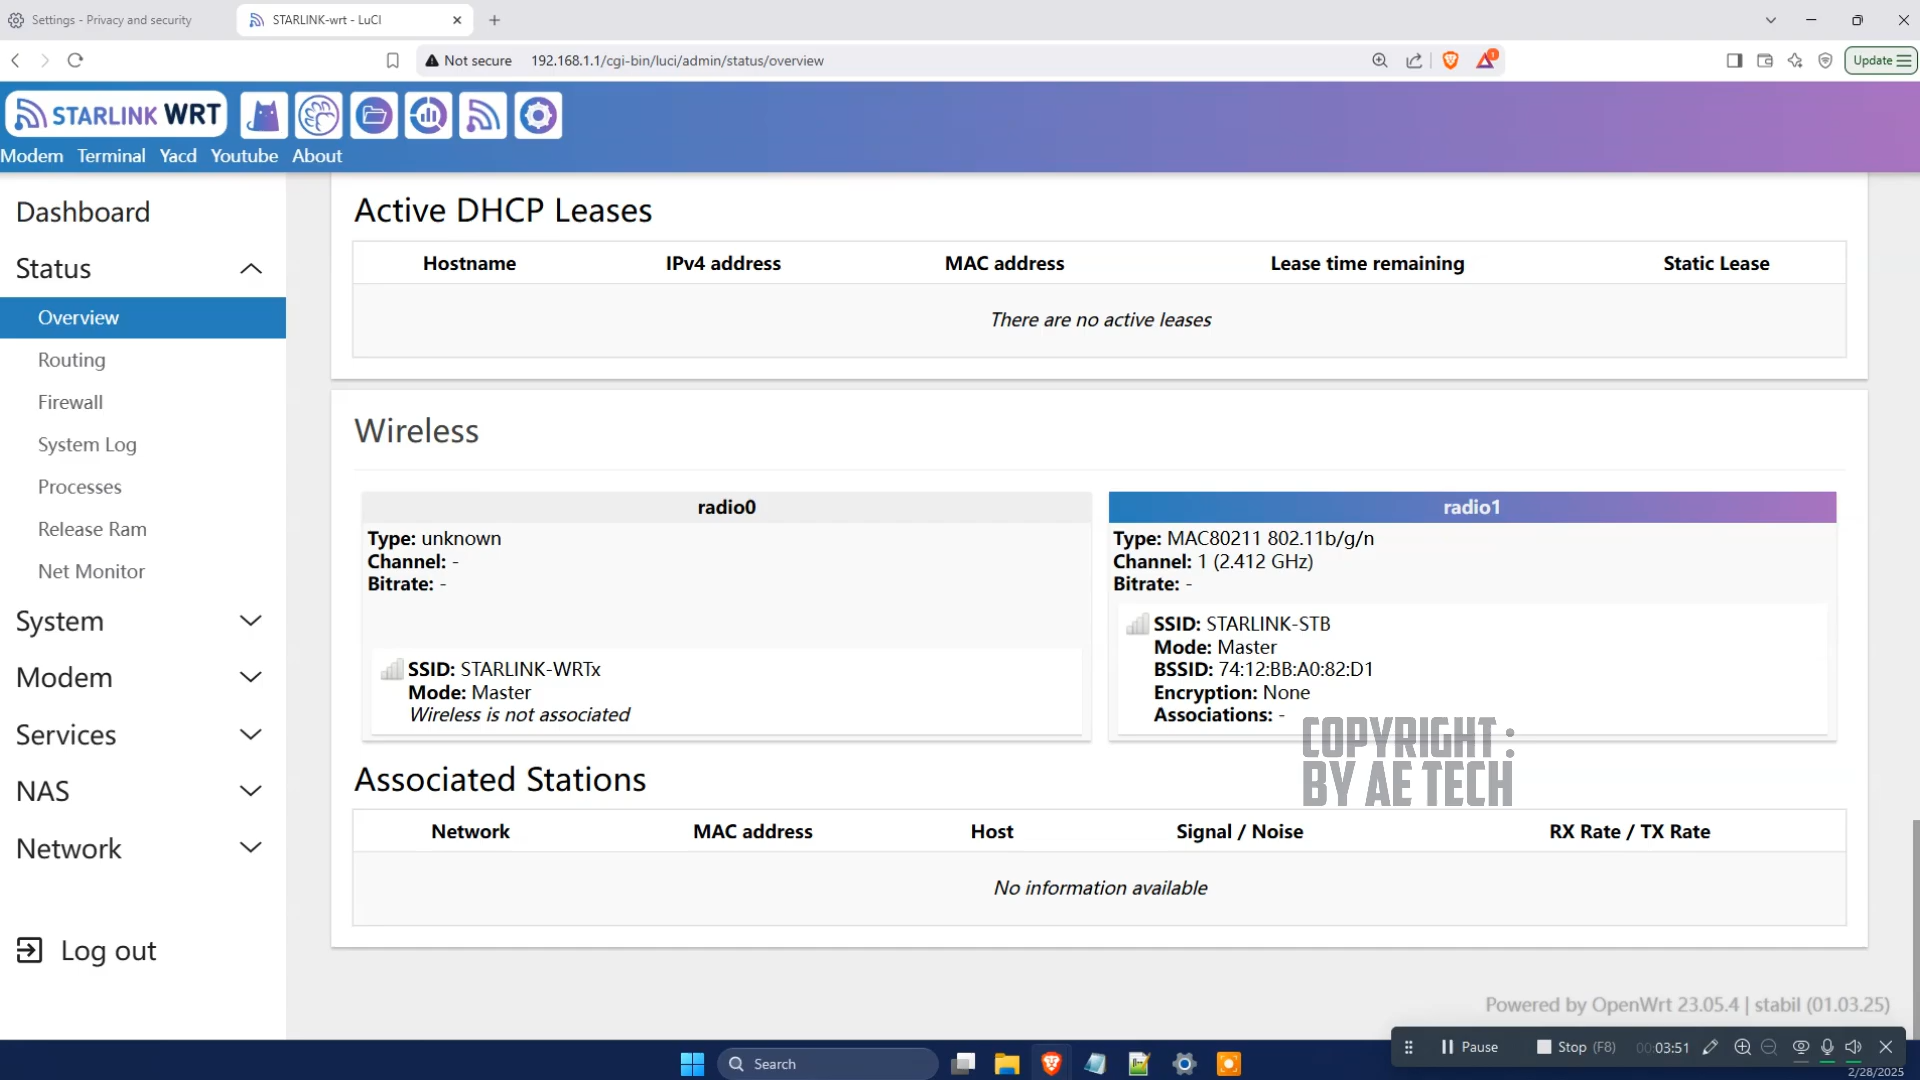 Settings - Privacy and security
STARLINK-wrt - LuCI
Not secure
192.168.1.1/cgi-bin/luci/admin/status/overview
1
Update
STARLINK WRT
Modem
Terminal
Yacd
Youtube
About
Dashboard
Status
Overview
Routing
Firewall
System Log
Processes
Release Ram
Net Monitor
System
Modem
Services
NAS
Network
Log out
Active DHCP Leases
Hostname IPv4 address MAC address Lease time remaining Static Lease
There are no active leases
Wireless
radio0
Type: unknown
Channel: -
Bitrate: -
SSID: STARLINK-WRTx
Mode: Master
Wireless is not associated
radio1
Type: MAC80211 802.11b/g/n
Channel: 1 (2.412 GHz)
Bitrate: -
SSID: STARLINK-STB
Mode: Master
BSSID: 74:12:BB:A0:82:D1
Encryption: None
Associations: -
COPYRIGHT :
BY AE TECH
Associated Stations
Network MAC address Host Signal / Noise RX Rate / TX Rate
No information available
Powered by OpenWrt 23.05.4 | stabil (01.03.25)
Pause
Stop (F8)
00:03:51
Search
2/28/2025